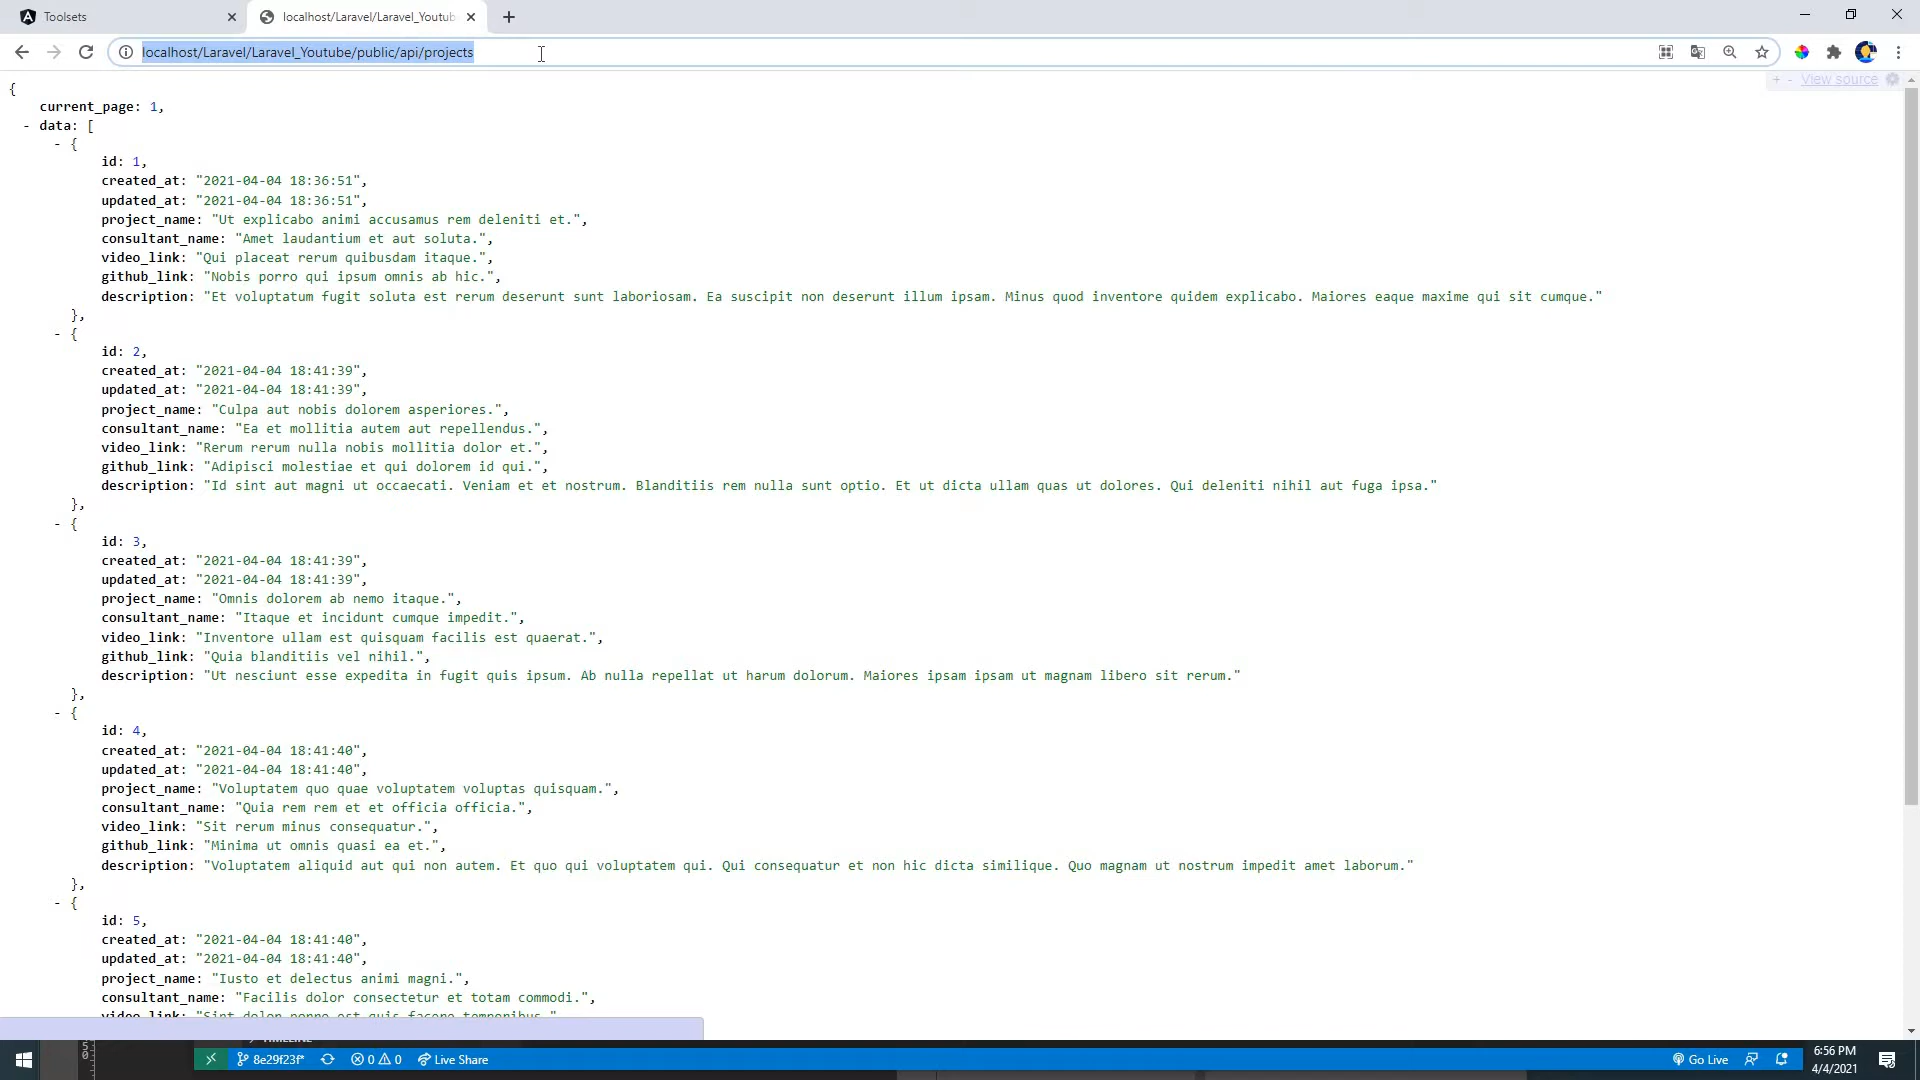 Toolsets
localhost/Laravel/Laravel_Youtub
localhost/Laravel/Laravel_Youtube/public/api/projects
+ - View source
{
current_page: 1,
- data: [
- {
id: 1,
created_at: "2021-04-04 18:36:51",
updated_at: "2021-04-04 18:36:51",
project_name: "Ut explicabo animi accusamus rem deleniti et.",
consultant_name: "Amet laudantium et aut soluta.",
video_link: "Qui placeat rerum quibusdam itaque.",
github_link: "Nobis porro qui ipsum omnis ab hic.",
description: "Et voluptatum fugit soluta est rerum deserunt sunt laboriosam. Ea suscipit non deserunt illum ipsam. Minus quod inventore quidem explicabo. Maiores eaque maxime qui sit cumque."
},
- {
id: 2,
created_at: "2021-04-04 18:41:39",
updated_at: "2021-04-04 18:41:39",
project_name: "Culpa aut nobis dolorem asperiores.",
consultant_name: "Ea et mollitia autem aut repellendus.",
video_link: "Rerum rerum nulla nobis mollitia dolor et.",
github_link: "Adipisci molestiae et qui dolorem id qui.",
description: "Id sint aut magni ut occaecati. Veniam et et nostrum. Blanditiis rem nulla sunt optio. Et ut dicta ullam quas ut dolores. Qui deleniti nihil aut fuga ipsa."
},
- {
id: 3,
created_at: "2021-04-04 18:41:39",
updated_at: "2021-04-04 18:41:39",
project_name: "Omnis dolorem ab nemo itaque.",
consultant_name: "Itaque et incidunt cumque impedit.",
video_link: "Inventore ullam est quisquam facilis est quaerat.",
github_link: "Quia blanditiis vel nihil.",
description: "Ut nesciunt esse expedita in fugit quis ipsum. Ab nulla repellat ut harum dolorum. Maiores ipsam ipsam ut magnam libero sit rerum."
},
- {
id: 4,
created_at: "2021-04-04 18:41:40",
updated_at: "2021-04-04 18:41:40",
project_name: "Voluptatem quo quae voluptatem voluptas quisquam.",
consultant_name: "Quia rem rem et et officia officia.",
video_link: "Sit rerum minus consequatur.",
github_link: "Minima ut omnis quasi ea et.",
description: "Voluptatem aliquid aut qui non autem. Et quo qui voluptatem qui. Qui consequatur et non hic dicta similique. Quo magnam ut nostrum impedit amet laborum."
},
- {
id: 5,
created_at: "2021-04-04 18:41:40",
updated_at: "2021-04-04 18:41:40",
project_name: "Iusto et delectus animi magni.",
consultant_name: "Facilis dolor consectetur et totam commodi.",
video_link: "Sint dolor porro est quis facere temporibus."
TIMELINE
8e29f23f* 0 0 Live Share Go Live
6:56 PM
4/4/2021